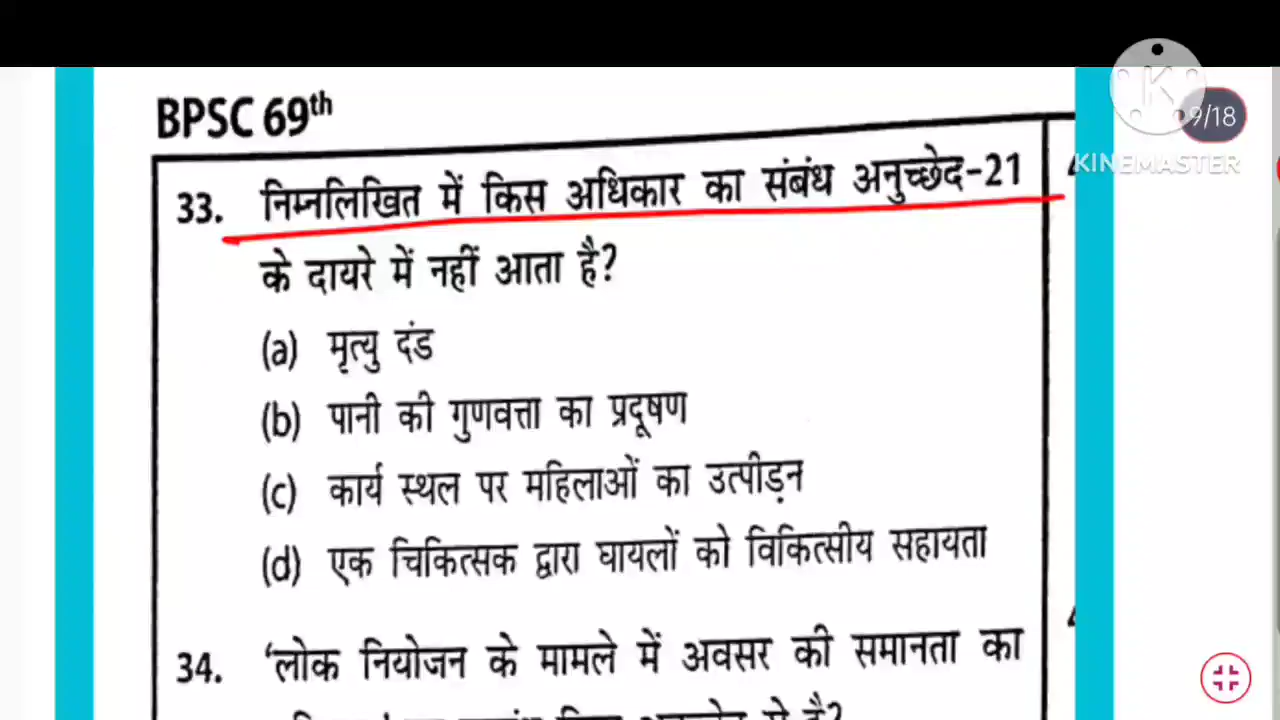 BPSC 69th
9/18
KINEMASTER
33. निम्नलिखित में किस अधिकार का संबंध अनुच्छेद-21
के दायरे में नहीं आता है?
(a) मृत्यु दंड
(b) पानी की गुणवत्ता का प्रदूषण
(c) कार्य स्थल पर महिलाओं का उत्पीड़न
(d) एक चिकित्सक द्वारा घायलों को विकित्सीय सहायता
34. 'लोक नियोजन के मामले में अवसर की समानता का